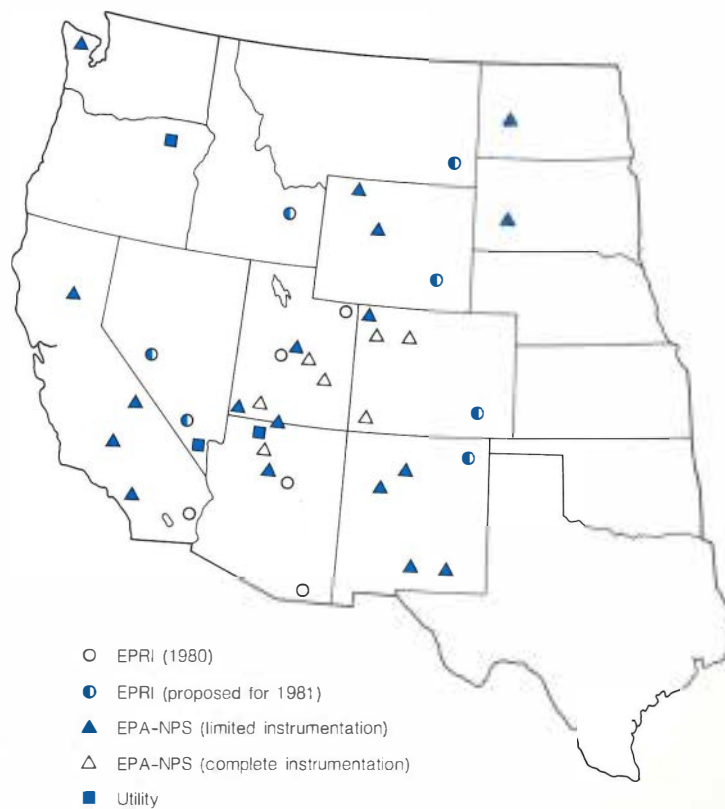 EPRI (1980)
EPRI (proposed for 1981)
EPA-NPS (limited instrumentation)
EPA-NPS (complete instrumentation)
Utility